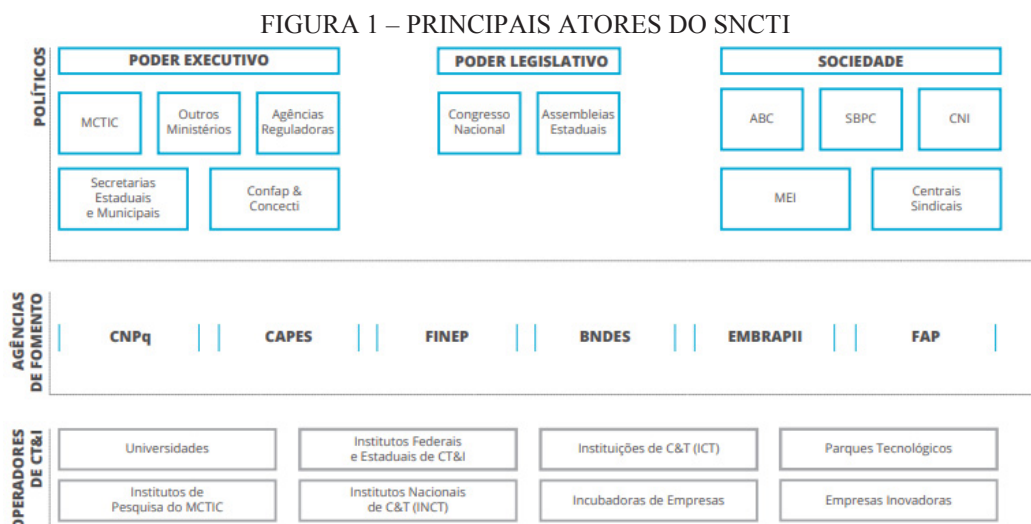 FIGURA 1 – PRINCIPAIS ATORES DO SNCTI
POLÍTICOS
PODER EXECUTIVO
PODER LEGISLATIVO
SOCIEDADE
MCTIC
Outros
Ministérios
Agências
Reguladoras
Congresso
Nacional
Assembleias
Estaduais
ABC
SBPC
CNI
Secretarias
Estaduais
e Municipais
Confap &
Concecti
MEI
Centrais
Sindicais
AGÊNCIAS
DE FOMENTO
CNPq
CAPES
FINEP
BNDES
EMBRAPII
FAP
OPERADORES
DE CT&I
Universidades
Institutos Federais
e Estaduais de CT&I
Instituições de C&T (ICT)
Parques Tecnológicos
Institutos de
Pesquisa do MCTIC
Institutos Nacionais
de C&T (INCT)
Incubadoras de Empresas
Empresas Inovadoras